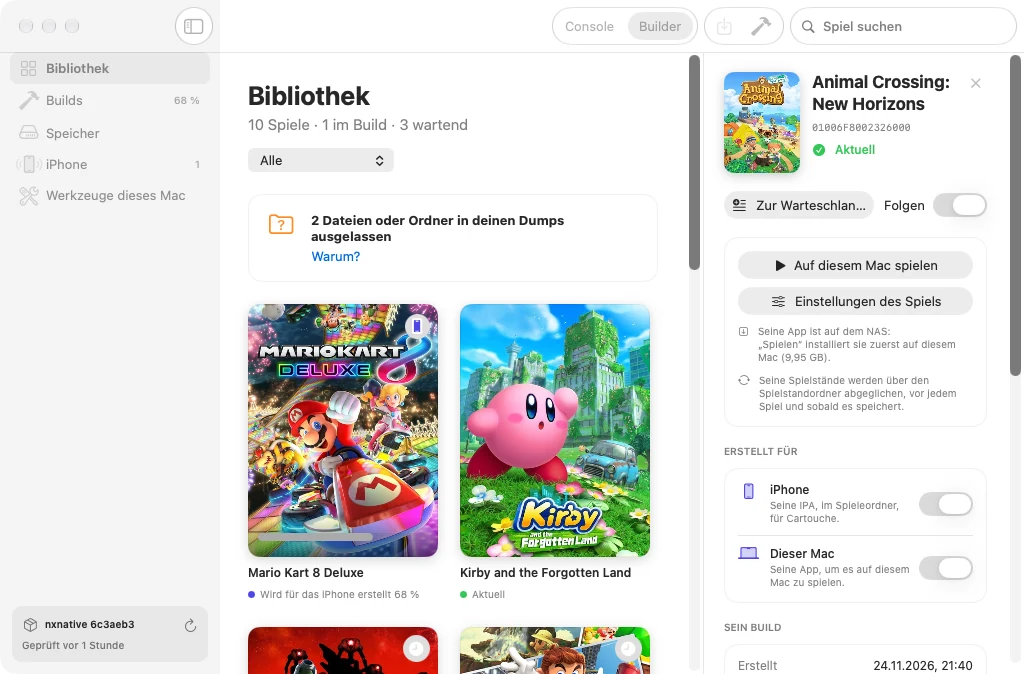 Console
Builder
Spiel suchen
Bibliothek
Builds
68 %
Speicher
iPhone
1
Werkzeuge dieses Mac
nxnative 6c3aeb3
Geprüft vor 1 Stunde
Bibliothek
10 Spiele · 1 im Build · 3 wartend
Alle
2 Dateien oder Ordner in deinen Dumps
ausgelassen
Warum?
MARIOKART 8
DELUXE
Mario Kart 8 Deluxe
Wird für das iPhone erstellt 68 %
Kirby
and the
Forgotten Land
Kirby and the Forgotten Land
Aktuell
Animal
Crossing
Animal Crossing:
New Horizons
01006F8002326000
Aktuell
Zur Warteschlan...
Folgen
Auf diesem Mac spielen
Einstellungen des Spiels
Seine App ist auf dem NAS:
„Spielen“ installiert sie zuerst auf diesem
Mac (9,95 GB).
Seine Spielstände werden über den
Spielstandordner abgeglichen, vor jedem
Spiel und sobald es speichert.
ERSTELLT FÜR
iPhone
Seine IPA, im Spieleordner,
für Cartouche.
Dieser Mac
Seine App, um es auf diesem
Mac zu spielen.
SEIN BUILD
Erstellt
24.11.2026, 21:40